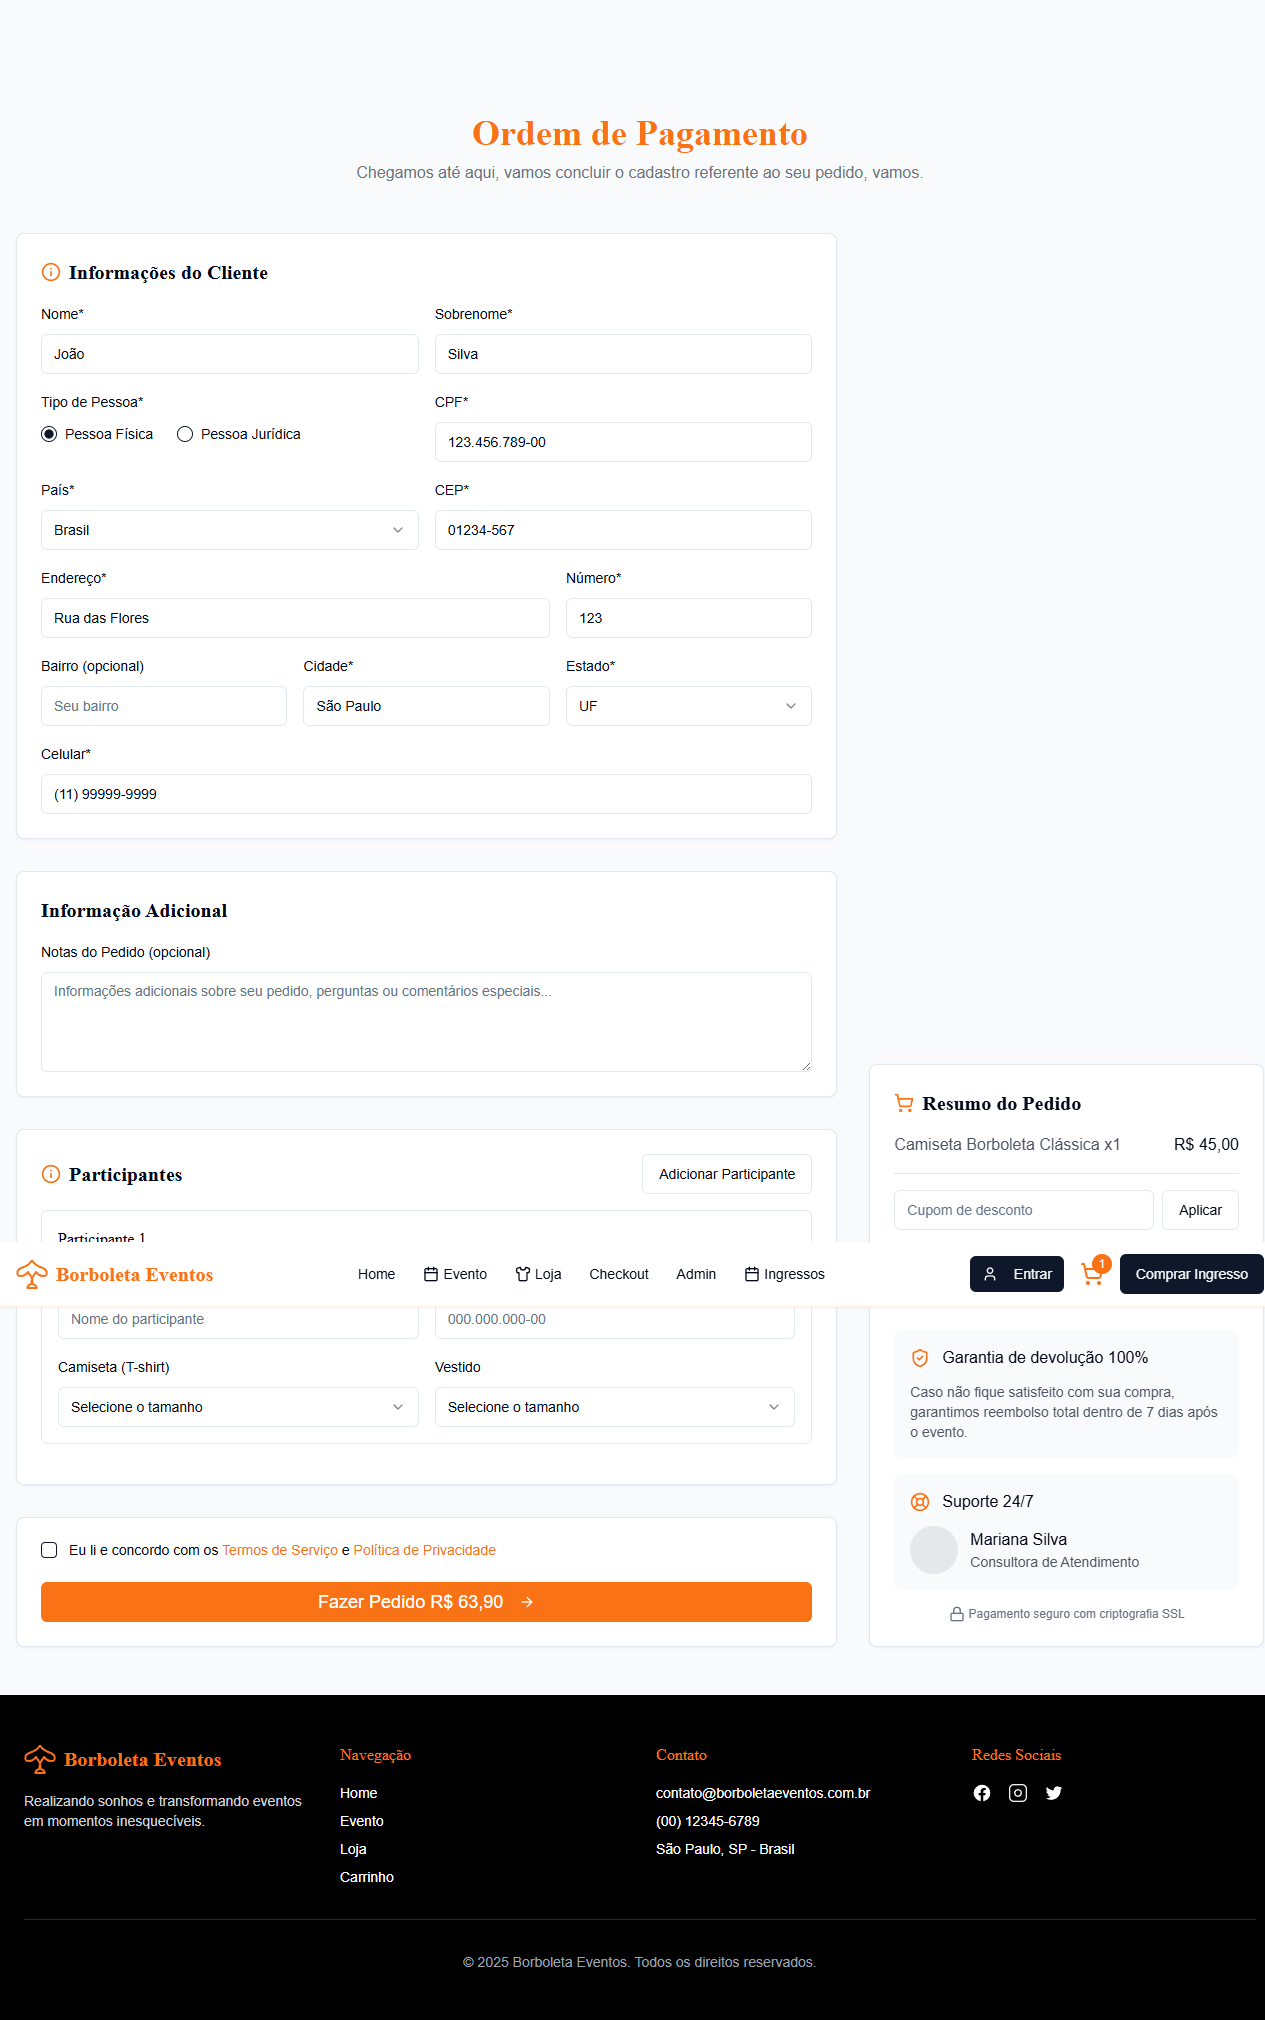 Ordem de Pagamento
Chegamos até aqui, vamos concluir o cadastro referente ao seu pedido, vamos.
Informações do Cliente
Nome*
Sobrenome*
João
Silva
Tipo de Pessoa*
CPF*
Pessoa Física
Pessoa Jurídica
123.456.789-00
País*
CEP*
Brasil
01234-567
Endereço*
Número*
Rua das Flores
123
Bairro (opcional)
Cidade*
Estado*
Seu bairro
São Paulo
UF
Celular*
(11) 99999-9999
Informação Adicional
Notas do Pedido (opcional)
Informações adicionais sobre seu pedido, perguntas ou comentários especiais...
Participantes
Adicionar Participante
Participante 1
Resumo do Pedido
Camiseta Borboleta Clássica x1
R$ 45,00
Cupom de desconto
Aplicar
Borboleta Eventos
Home
Evento
Loja
Checkout
Admin
Ingressos
Entrar
1
Comprar Ingresso
Nome do participante
000.000.000-00
Camiseta (T-shirt)
Vestido
Selecione o tamanho
Selecione o tamanho
Garantia de devolução 100%
Caso não fique satisfeito com sua compra,
garantimos reembolso total dentro de 7 dias após
o evento.
Suporte 24/7
Mariana Silva
Consultora de Atendimento
Pagamento seguro com criptografia SSL
Eu li e concordo com os Termos de Serviço e Política de Privacidade
Fazer Pedido R$ 63,90
Borboleta Eventos
Realizando sonhos e transformando eventos
em momentos inesquecíveis.
Navegação
Home
Evento
Loja
Carrinho
Contato
contato@borboletaeventos.com.br
(00) 12345-6789
São Paulo, SP - Brasil
Redes Sociais
© 2025 Borboleta Eventos. Todos os direitos reservados.